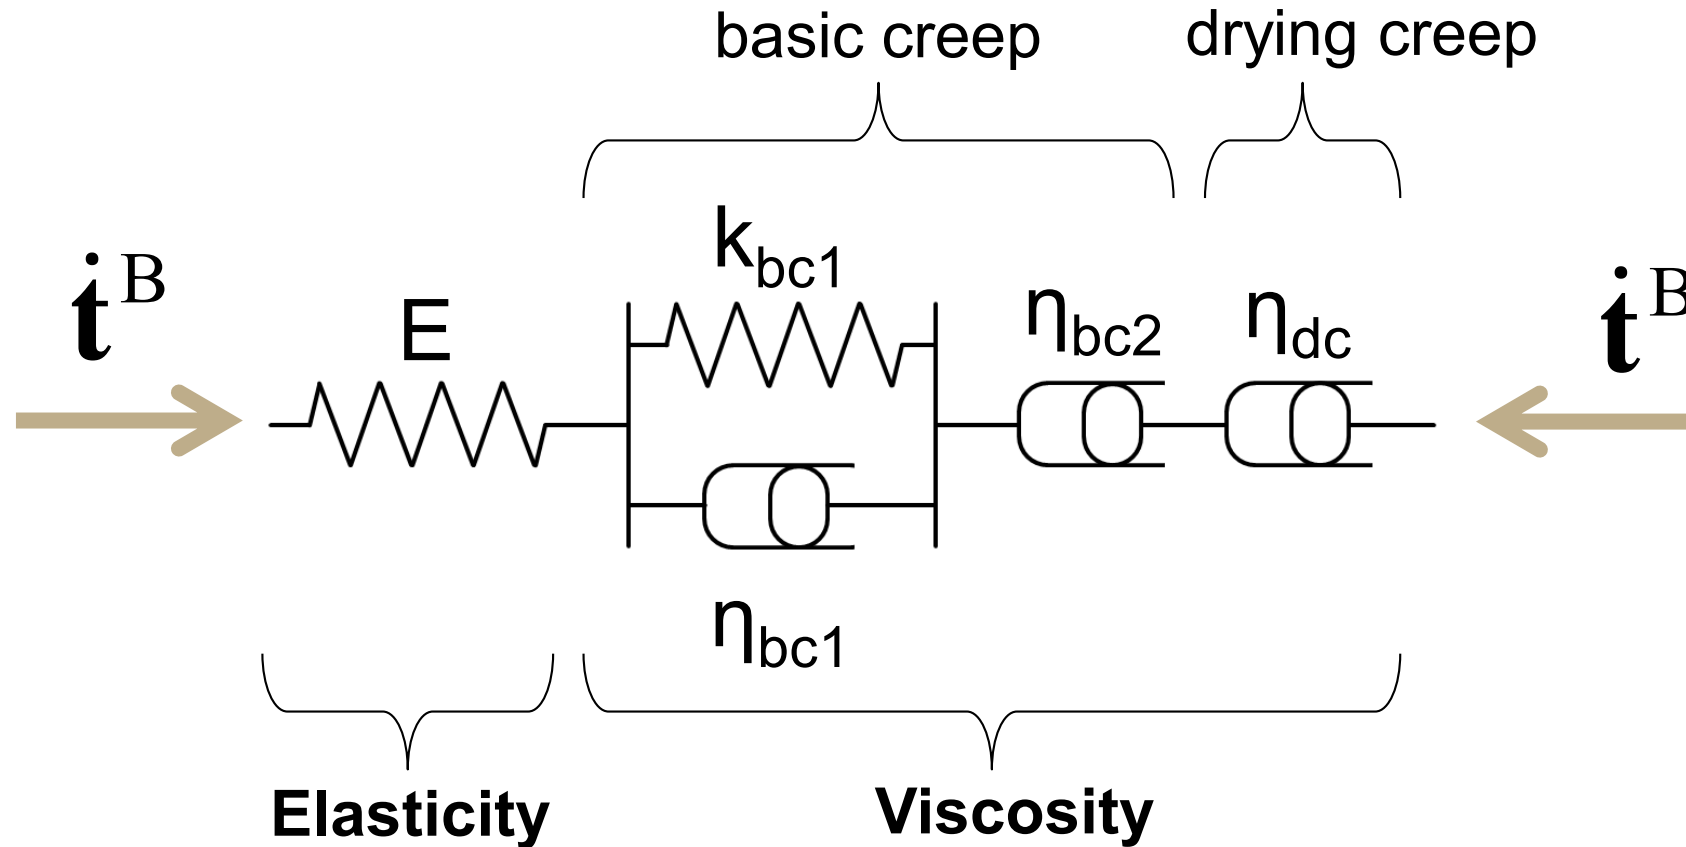 basic creep
drying creep
k_bc1
ṫ^B
E
η_bc2
η_dc
ṫ^B
η_bc1
Elasticity
Viscosity